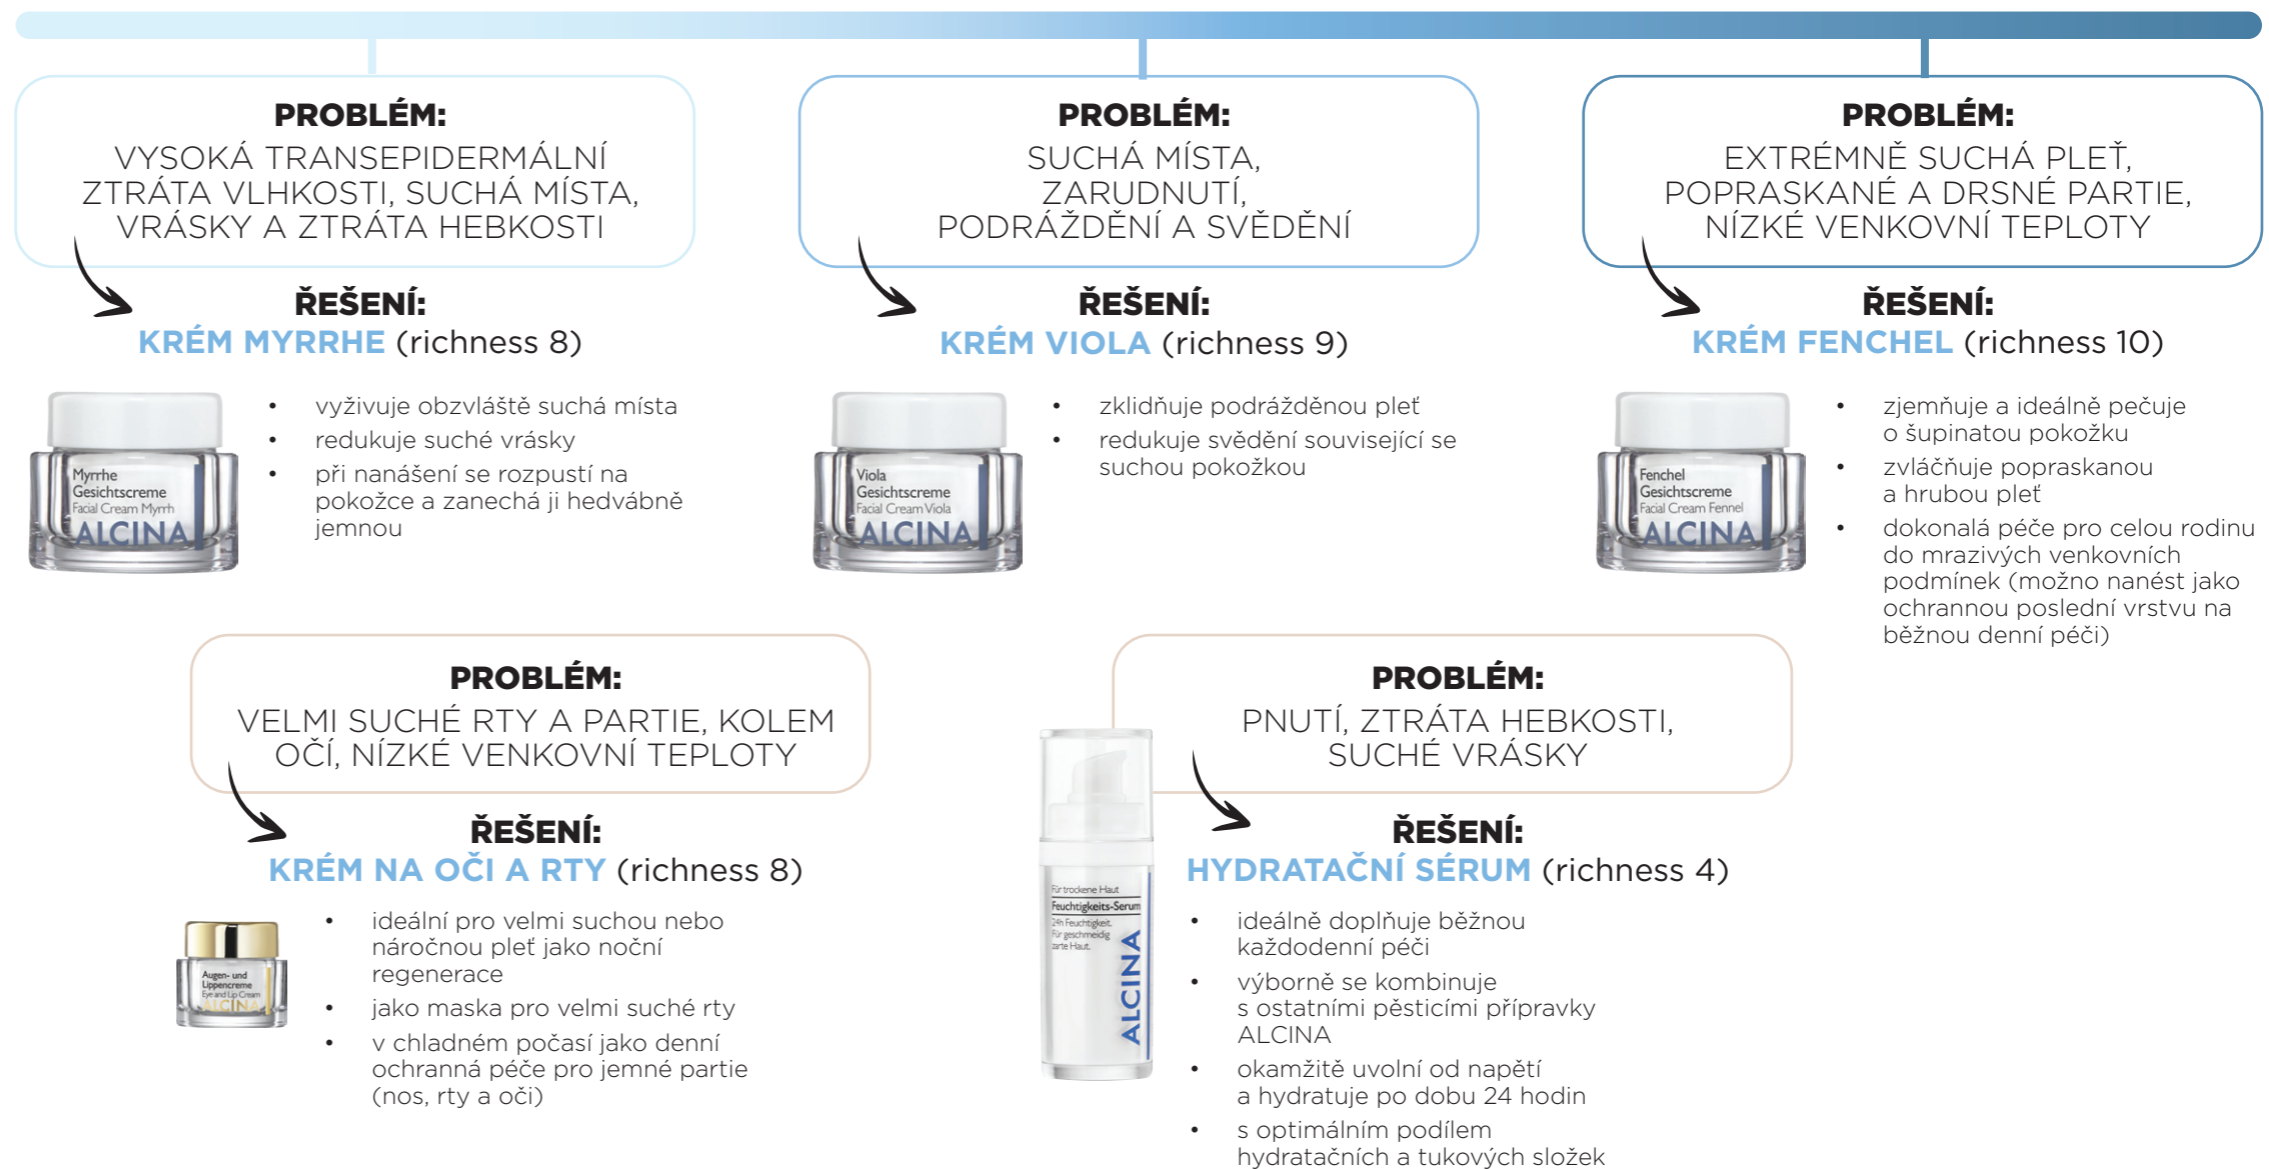 PROBLÉM:
VYSOKÁ TRANSEPIDERMÁLNÍ
ZTRÁTA VLHKOSTI, SUCHÁ MÍSTA,
VRÁSKY A ZTRÁTA HEBKOSTI
ŘEŠENÍ:
KRÉM MYRRHE (richness 8)
Myrrhe
Gesichtscreme
Facial Cream Myrrh
ALCINA
• vyživuje obzvláště suchá místa
• redukuje suché vrásky
• při nanášení se rozpustí na
pokožce a zanechá ji hedvábně
jemnou
PROBLÉM:
SUCHÁ MÍSTA,
ZARUDNUTÍ,
PODRÁŽDĚNÍ A SVĚDĚNÍ
ŘEŠENÍ:
KRÉM VIOLA (richness 9)
Viola
Gesichtscreme
Facial Cream Viola
ALCINA
• zklidňuje podrážděnou pleť
• redukuje svědění související se
suchou pokožkou
PROBLÉM:
EXTRÉMNĚ SUCHÁ PLEŤ,
POPRASKANÉ A DRSNÉ PARTIE,
NÍZKÉ VENKOVNÍ TEPLOTY
ŘEŠENÍ:
KRÉM FENCHEL (richness 10)
Fenchel
Gesichtscreme
Facial Cream Fennel
ALCINA
• zjemňuje a ideálně pečuje
o šupinatou pokožku
• zvláčňuje popraskanou
a hrubou pleť
• dokonalá péče pro celou rodinu
do mrazivých venkovních
podmínek (možno nanést jako
ochrannou poslední vrstvu na
běžnou denní péči)
PROBLÉM:
VELMI SUCHÉ RTY A PARTIE, KOLEM
OČÍ, NÍZKÉ VENKOVNÍ TEPLOTY
ŘEŠENÍ:
KRÉM NA OČI A RTY (richness 8)
Augen- und
Lippencreme
Eye and Lip Cream
ALCINA
• ideální pro velmi suchou nebo
náročnou pleť jako noční
regenerace
• jako maska pro velmi suché rty
• v chladném počasí jako denní
ochranná péče pro jemné partie
(nos, rty a oči)
PROBLÉM:
PNUTÍ, ZTRÁTA HEBKOSTI,
SUCHÉ VRÁSKY
ŘEŠENÍ:
HYDRATAČNÍ SÉRUM (richness 4)
Für trockene Haut
Feuchtigkeits-Serum
24h Feuchtigkeit.
Für geschmeidig
zarte Haut.
ALCINA
• ideálně doplňuje běžnou
každodenní péči
• výborně se kombinuje
s ostatními pěsticími přípravky
ALCINA
• okamžitě uvolní od napětí
a hydratuje po dobu 24 hodin
• s optimálním podílem
hydratačních a tukových složek